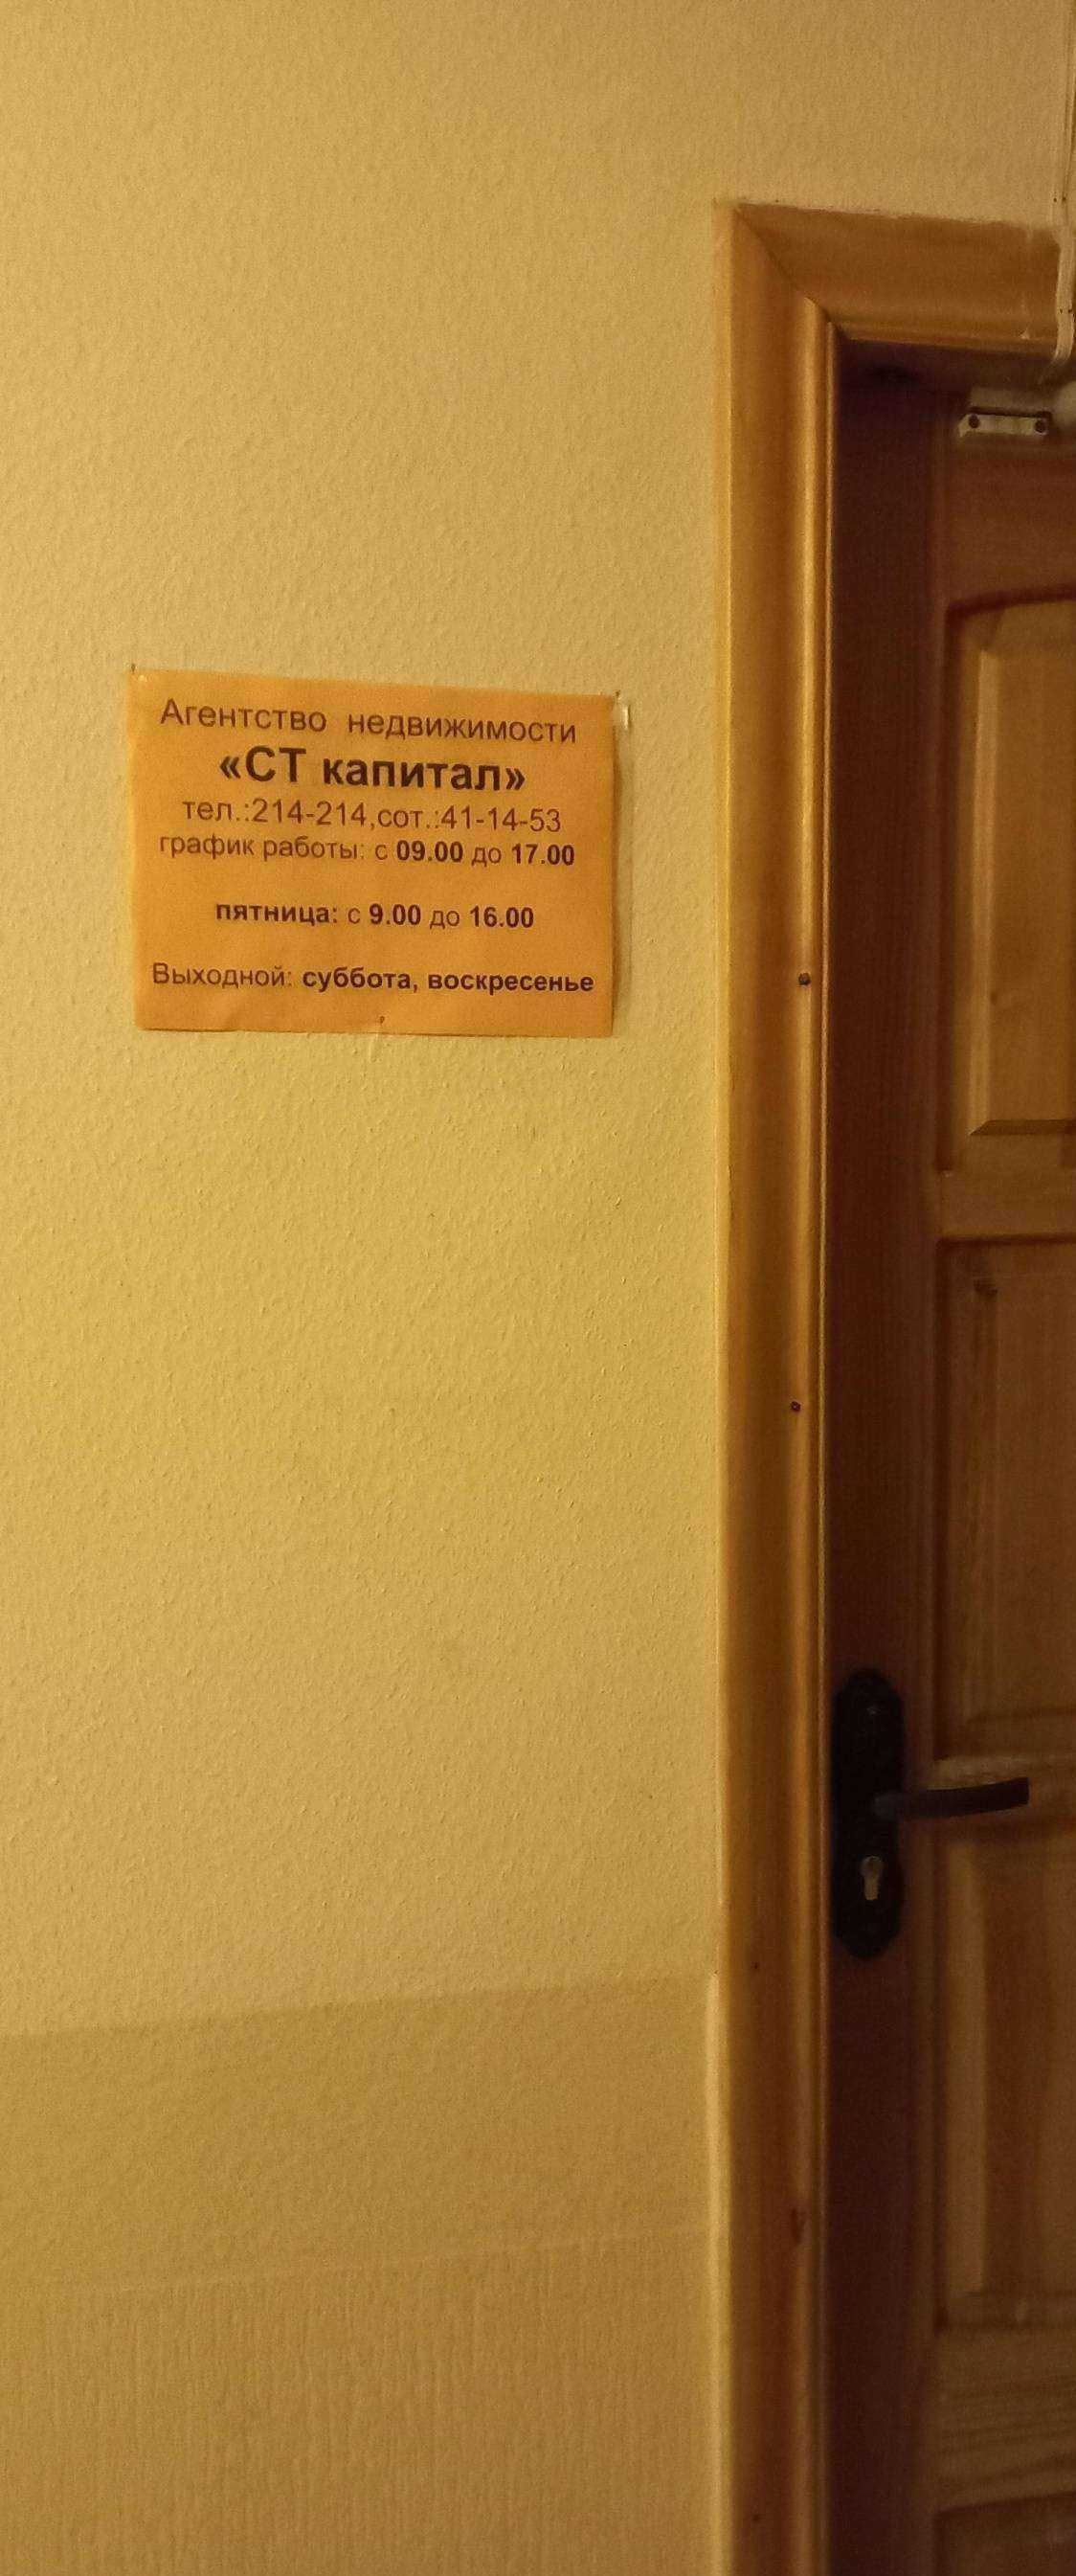 Агентство недвижимости
«СТ капитал»
тел.:214-214,сот.:41-14-53
график работы: с 09.00 до 17.00
пятница: с 9.00 до 16.00
Выходной: суббота, воскресенье